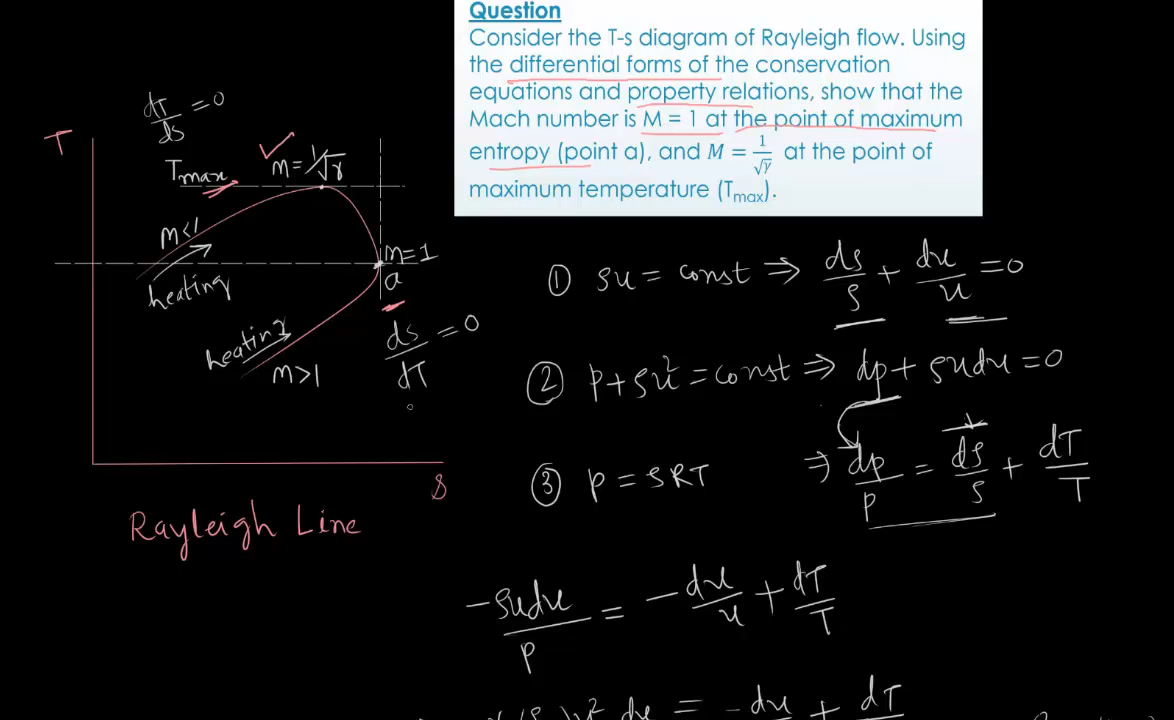 Question
Consider the T-s diagram of Rayleigh flow. Using
the differential forms of the conservation
equations and property relations, show that the
Mach number is M = 1 at the point of maximum
entropy (point a), and M = 1/√γ at the point of
maximum temperature (Tmax).
dT/ds = 0
T
Tmax
M = 1/√γ
M<1
heating
M=1
a
heating
M>1
ds/dT = 0
s
Rayleigh Line
① ρu = const ⇒ dρ/ρ + du/u = 0
② P+ρu² = const ⇒ dp + ρudu = 0
③ P = ρRT ⇒ dp/p = dρ/ρ + dT/T
-ρudu/p = -du/u + dT/T
= -du + dT